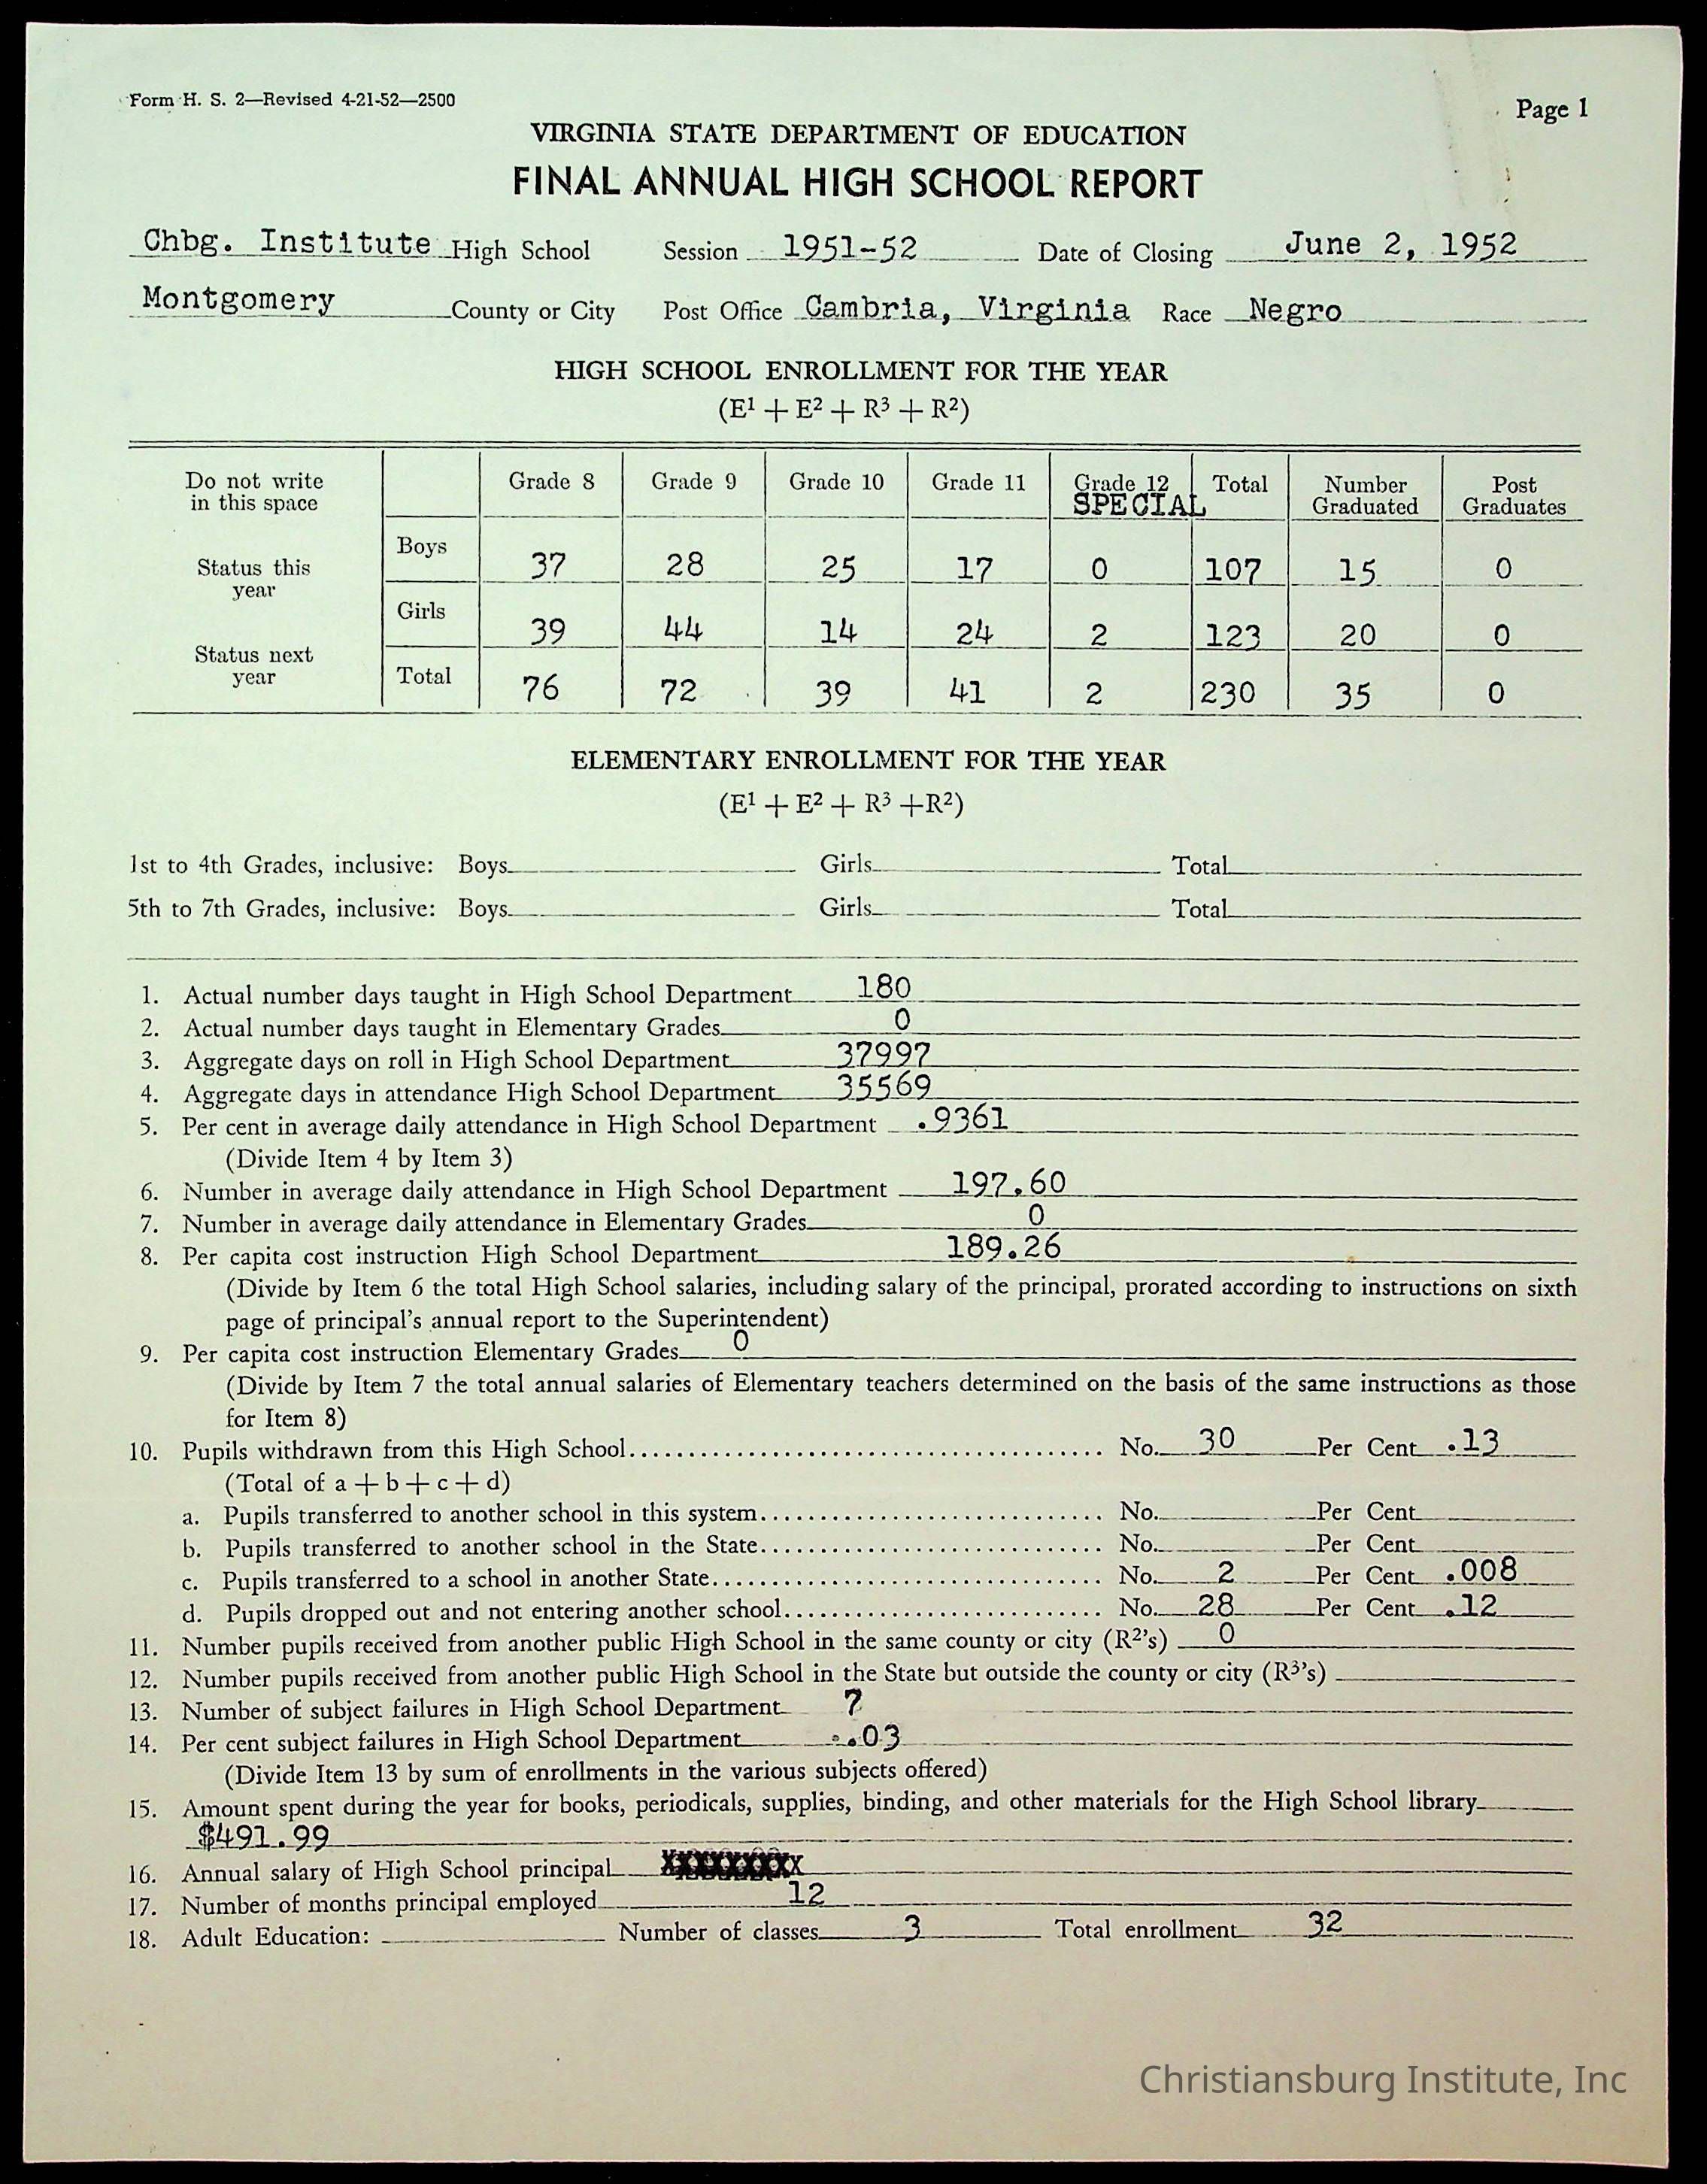 Form H. S. 2—Revised 4-21-52—2500
Page 1
VIRGINIA STATE DEPARTMENT OF EDUCATION
FINAL ANNUAL HIGH SCHOOL REPORT
Chbg. Institute High School Session 1951-52 Date of Closing June 2, 1952
Montgomery County or City Post Office Cambria, Virginia Race Negro
HIGH SCHOOL ENROLLMENT FOR THE YEAR
(E¹ + E² + R³ + R²)
Do not write in this space Grade 8 Grade 9 Grade 10 Grade 11 Grade 12 SPECIAL Total Number Graduated Post Graduates
Status this year Boys 37 28 25 17 0 107 15 0
Girls 39 44 14 24 2 123 20 0
Status next year Total 76 72 39 41 2 230 35 0
ELEMENTARY ENROLLMENT FOR THE YEAR
(E¹ + E² + R³ +R²)
1st to 4th Grades, inclusive: Boys Girls Total
5th to 7th Grades, inclusive: Boys Girls Total
1. Actual number days taught in High School Department 180
2. Actual number days taught in Elementary Grades 0
3. Aggregate days on roll in High School Department 37997
4. Aggregate days in attendance High School Department 35569
5. Per cent in average daily attendance in High School Department .9361
(Divide Item 4 by Item 3)
6. Number in average daily attendance in High School Department 197.60
7. Number in average daily attendance in Elementary Grades 0
8. Per capita cost instruction High School Department 189.26
(Divide by Item 6 the total High School salaries, including salary of the principal, prorated according to instructions on sixth
page of principal's annual report to the Superintendent)
9. Per capita cost instruction Elementary Grades 0
(Divide by Item 7 the total annual salaries of Elementary teachers determined on the basis of the same instructions as those
for Item 8)
10. Pupils withdrawn from this High School No. 30 Per Cent .13
(Total of a + b + c + d)
a. Pupils transferred to another school in this system No. Per Cent
b. Pupils transferred to another school in the State No. Per Cent
c. Pupils transferred to a school in another State No. 2 Per Cent .008
d. Pupils dropped out and not entering another school No. 28 Per Cent .12
11. Number pupils received from another public High School in the same county or city (R²'s) 0
12. Number pupils received from another public High School in the State but outside the county or city (R³'s)
13. Number of subject failures in High School Department 7
14. Per cent subject failures in High School Department .03
(Divide Item 13 by sum of enrollments in the various subjects offered)
15. Amount spent during the year for books, periodicals, supplies, binding, and other materials for the High School library
$491.99
16. Annual salary of High School principal
17. Number of months principal employed 12
18. Adult Education: Number of classes 3 Total enrollment 32
Christiansburg Institute, Inc